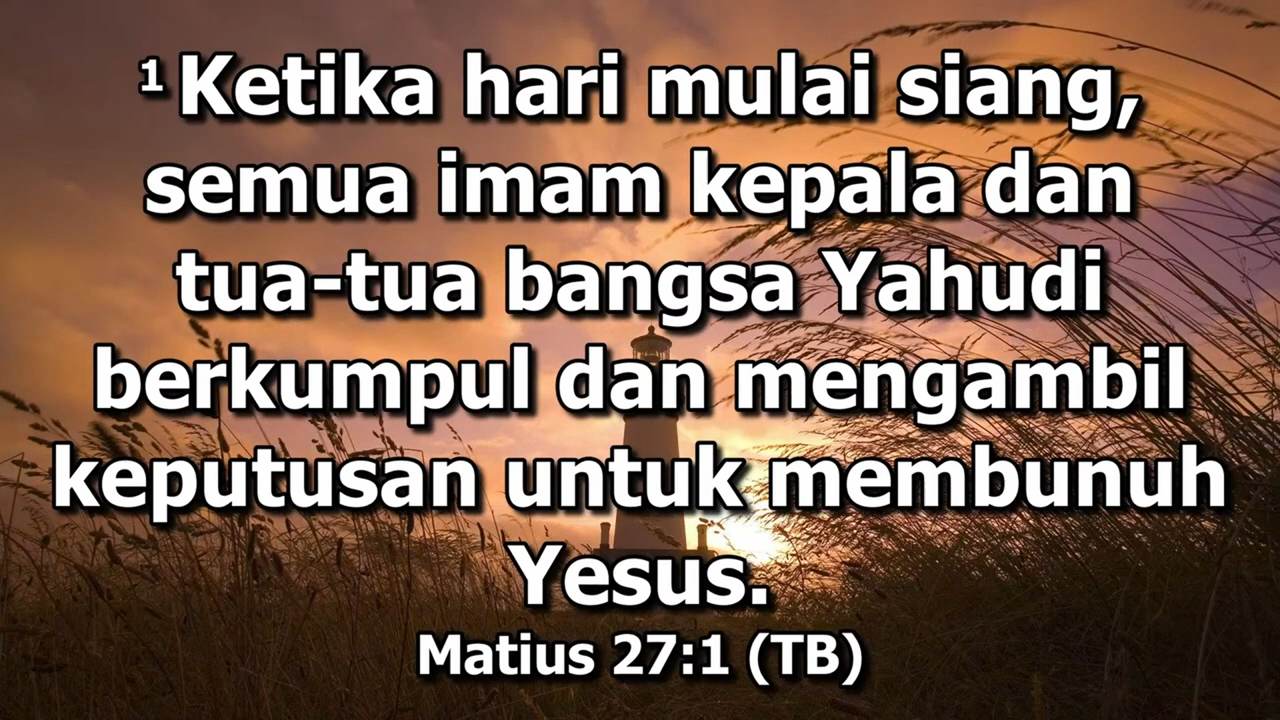 ¹ Ketika hari mulai siang,
semua imam kepala dan
tua-tua bangsa Yahudi
berkumpul dan mengambil
keputusan untuk membunuh
Yesus.
Matius 27:1 (TB)